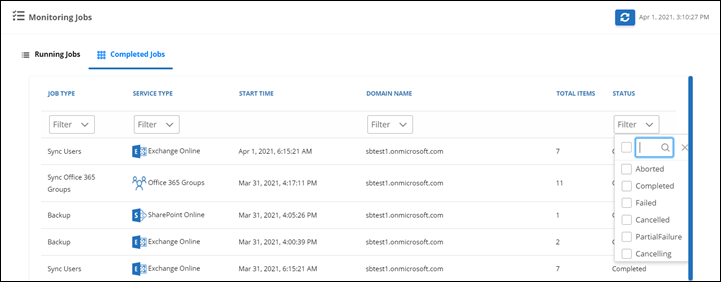 Monitoring Jobs
Apr 1, 2021, 3:10:27 PM
Running Jobs
Completed Jobs
JOB TYPE SERVICE TYPE START TIME DOMAIN NAME TOTAL ITEMS STATUS
Filter Filter Filter Filter
Sync Users Exchange Online Apr 1, 2021, 6:15:21 AM sbtest1.onmicrosoft.com 7
Sync Office 365 Groups Office 365 Groups Mar 31, 2021, 4:17:11 PM sbtest1.onmicrosoft.com 11
Backup SharePoint Online Mar 31, 2021, 4:05:26 PM sbtest1.onmicrosoft.com 1
Backup Exchange Online Mar 31, 2021, 4:00:39 PM sbtest1.onmicrosoft.com 2
Sync Users Exchange Online Mar 31, 2021, 6:15:21 AM sbtest1.onmicrosoft.com 7 Completed
Aborted
Completed
Failed
Cancelled
PartialFailure
Cancelling